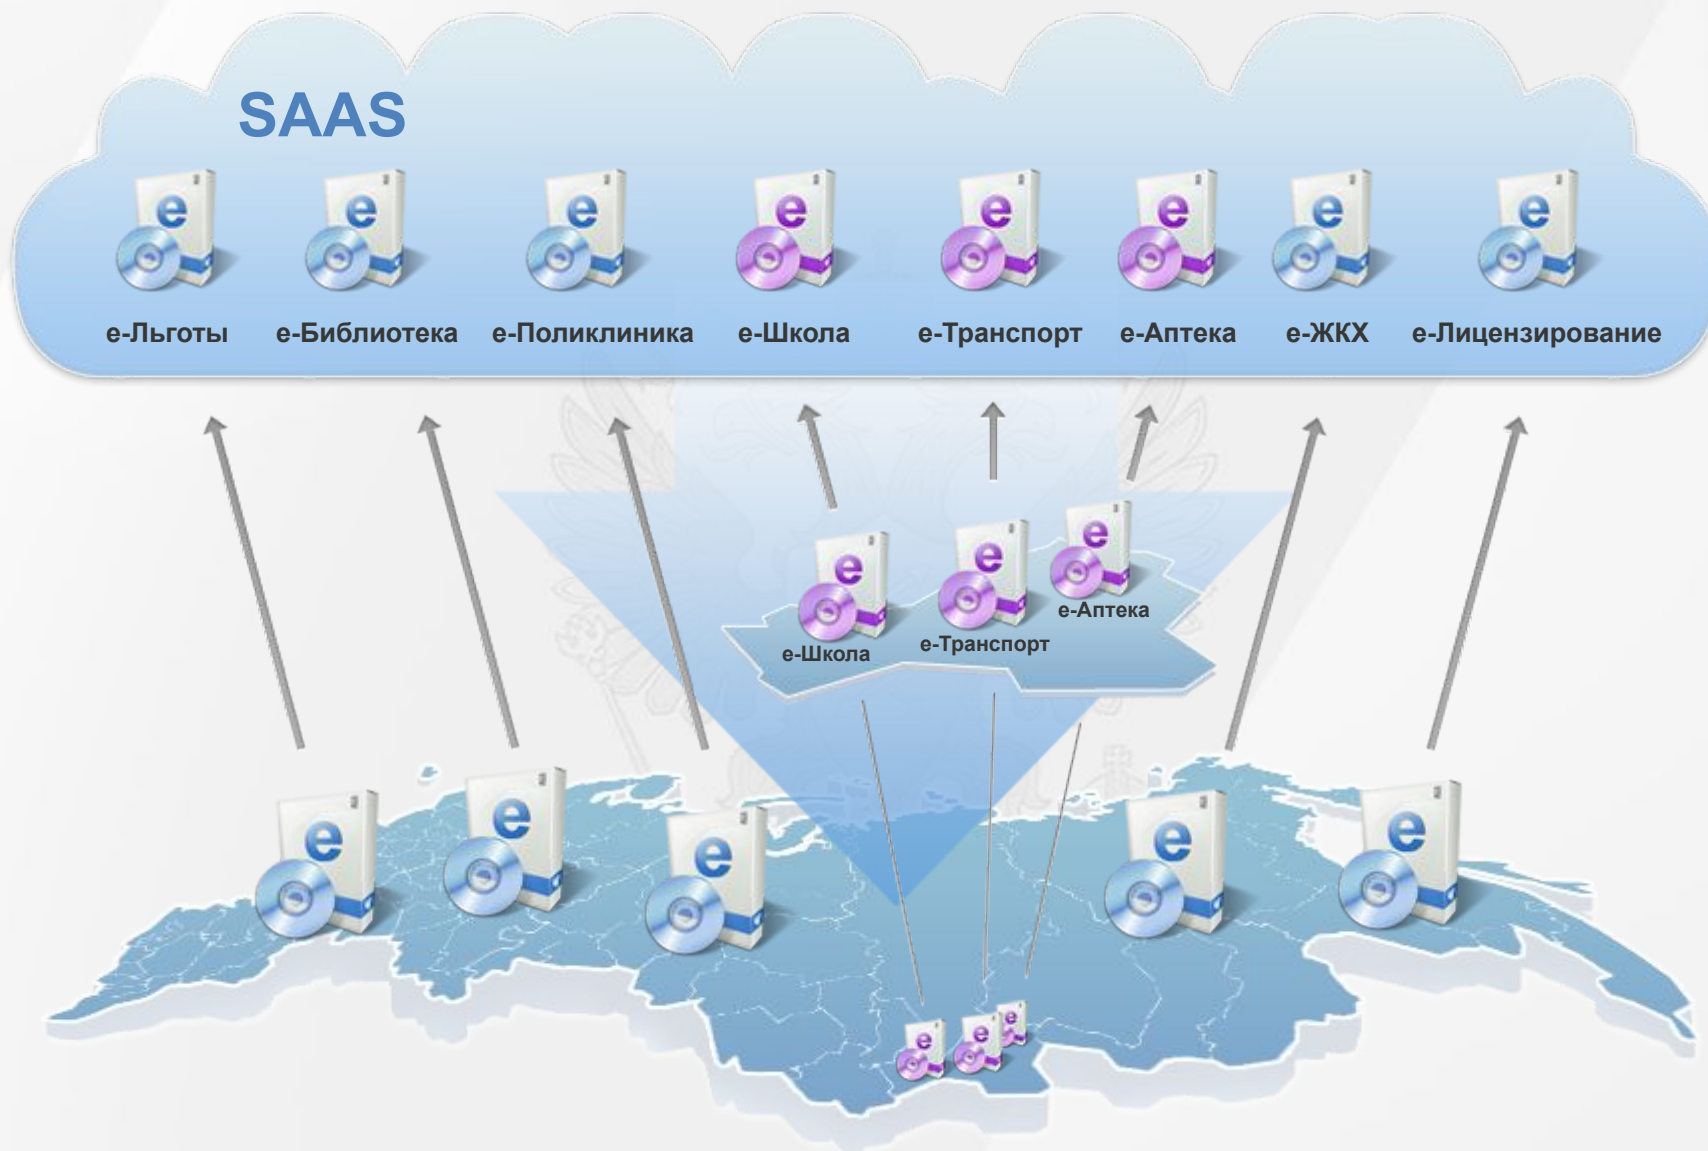 SAAS
е-Льготы
е-Библиотека
е-Поликлиника
е-Школа
е-Транспорт
е-Аптека
е-ЖКХ
е-Лицензирование
е-Аптека
е-Транспорт
е-Школа